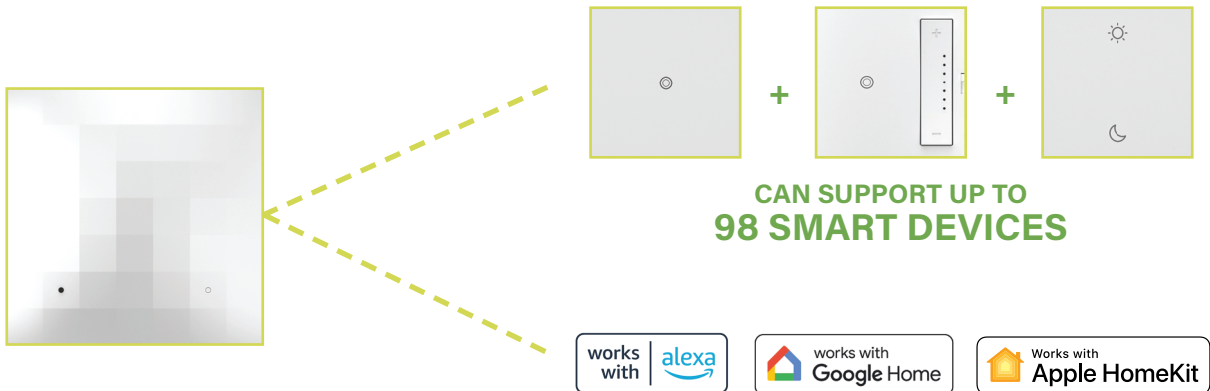 + +
CAN SUPPORT UP TO
98 SMART DEVICES
works with alexa
works with Google Home
Works with Apple HomeKit